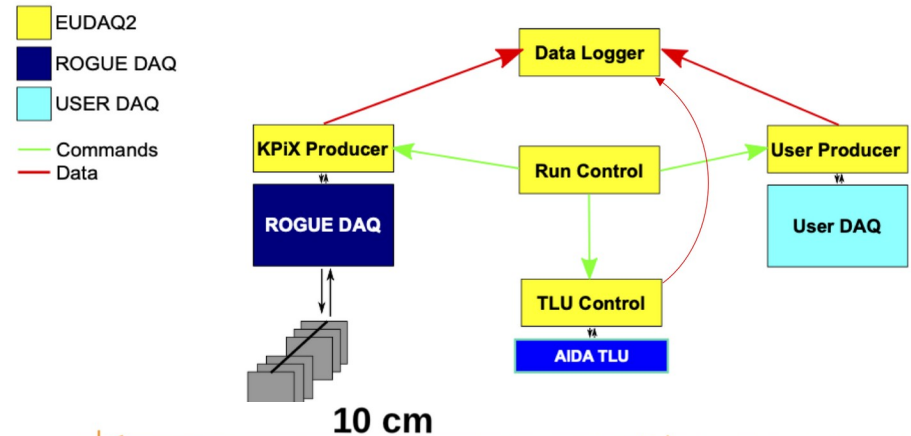 EUDAQ2
ROGUE DAQ
USER DAQ
Commands
Data
Data Logger
KPiX Producer
Run Control
User Producer
ROGUE DAQ
User DAQ
TLU Control
AIDA TLU
10 cm